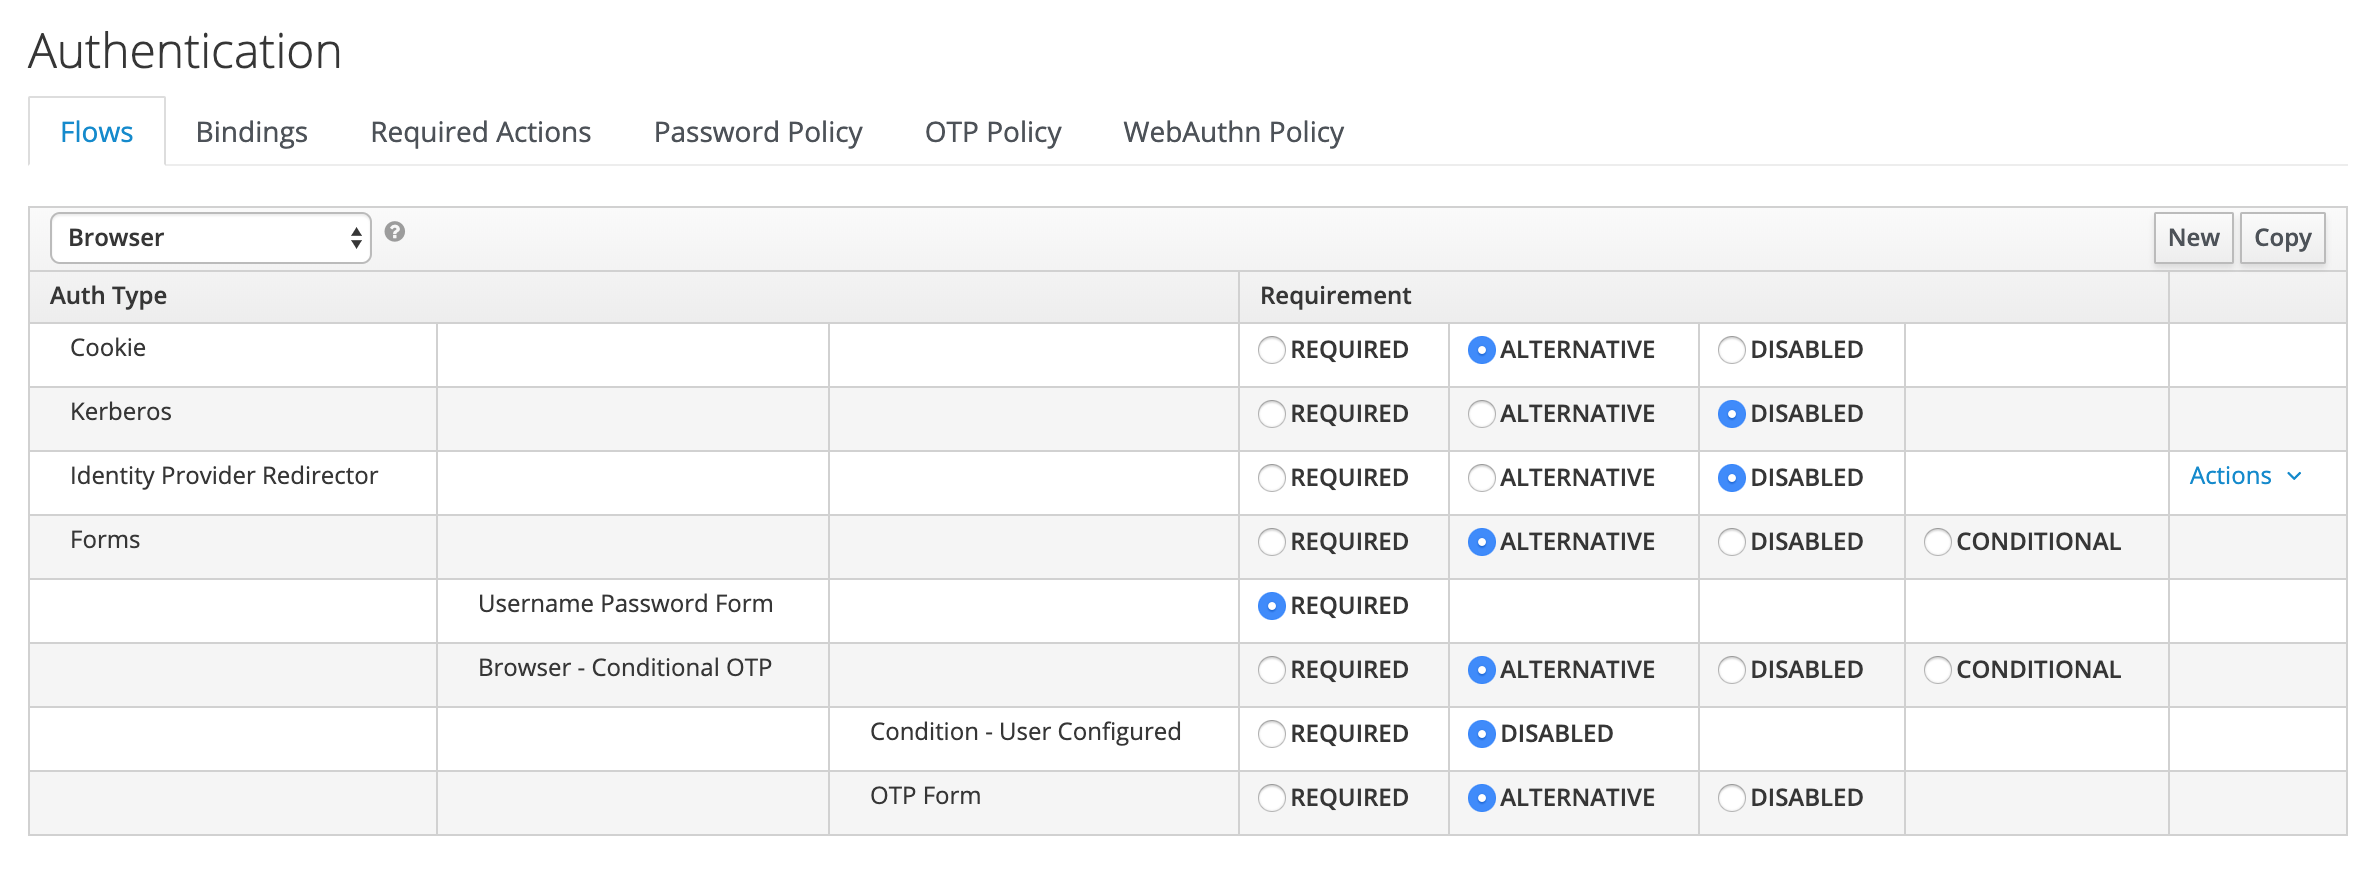 Authentication
Flows Bindings Required Actions Password Policy OTP Policy WebAuthn Policy
Browser ? New Copy
Auth Type Requirement
Cookie REQUIRED ALTERNATIVE DISABLED
Kerberos REQUIRED ALTERNATIVE DISABLED
Identity Provider Redirector REQUIRED ALTERNATIVE DISABLED Actions
Forms REQUIRED ALTERNATIVE DISABLED CONDITIONAL
Username Password Form REQUIRED
Browser - Conditional OTP REQUIRED ALTERNATIVE DISABLED CONDITIONAL
Condition - User Configured REQUIRED DISABLED
OTP Form REQUIRED ALTERNATIVE DISABLED